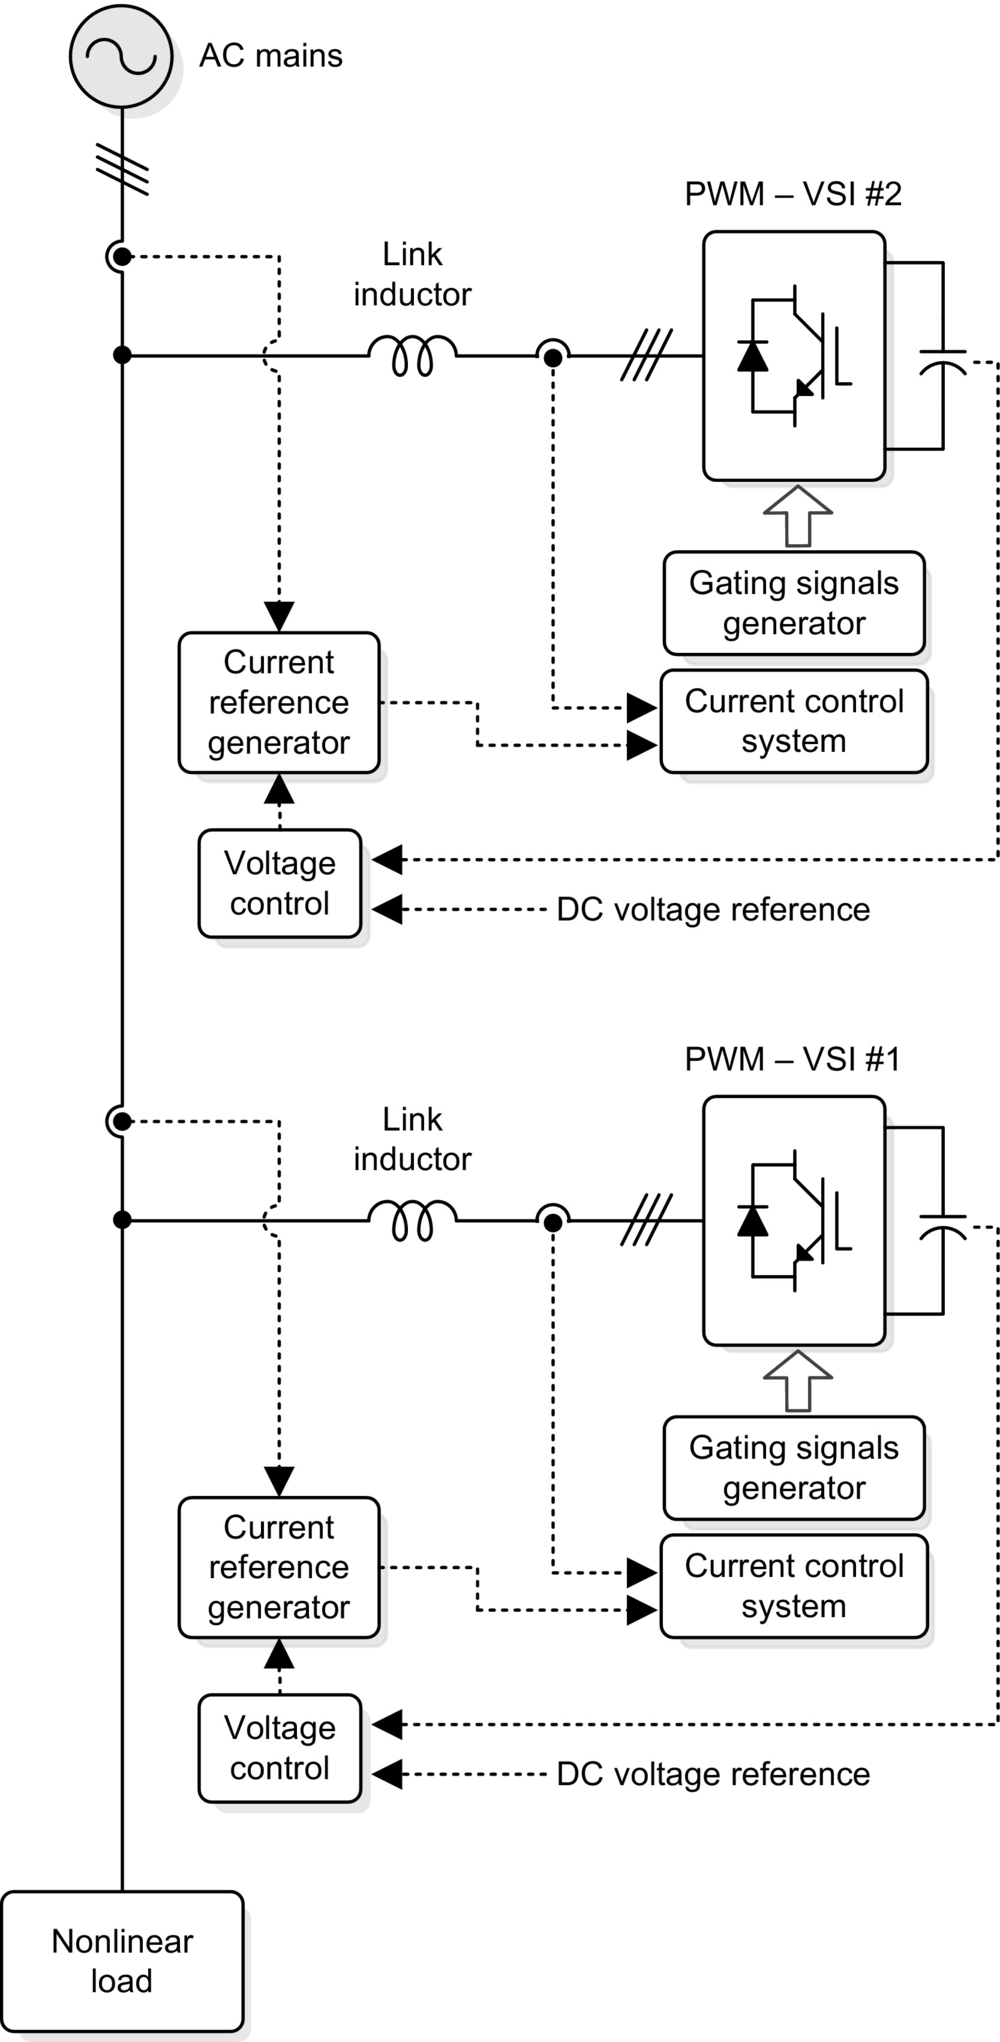 AC mains
PWM – VSI #2
Link
inductor
Gating signals
generator
Current
reference
generator
Current control
system
Voltage
control
DC voltage reference
PWM – VSI #1
Link
inductor
Gating signals
generator
Current
reference
generator
Current control
system
Voltage
control
DC voltage reference
Nonlinear
load